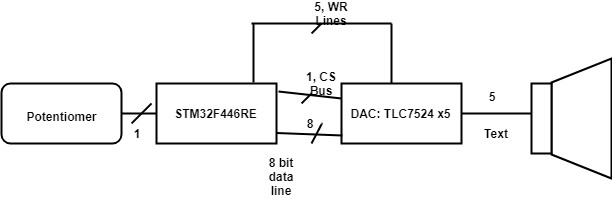 5, WR
Lines
1, CS
Bus
Potentiomer
1
STM32F446RE
8
8 bit
data
line
DAC: TLC7524 x5
5
Text